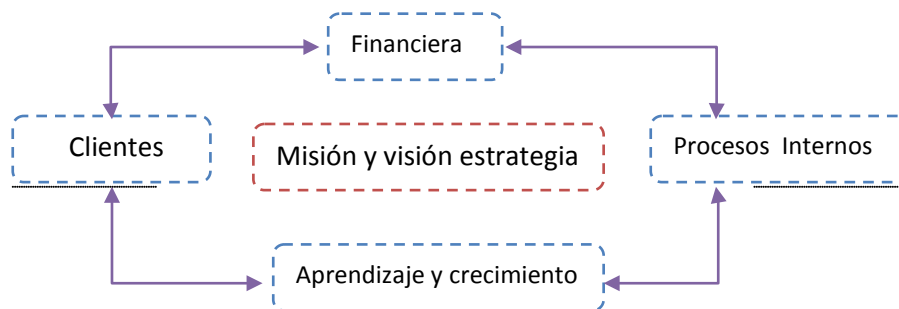 Financiera
Clientes
Misión y visión estrategia
Procesos  Internos
Aprendizaje y crecimiento